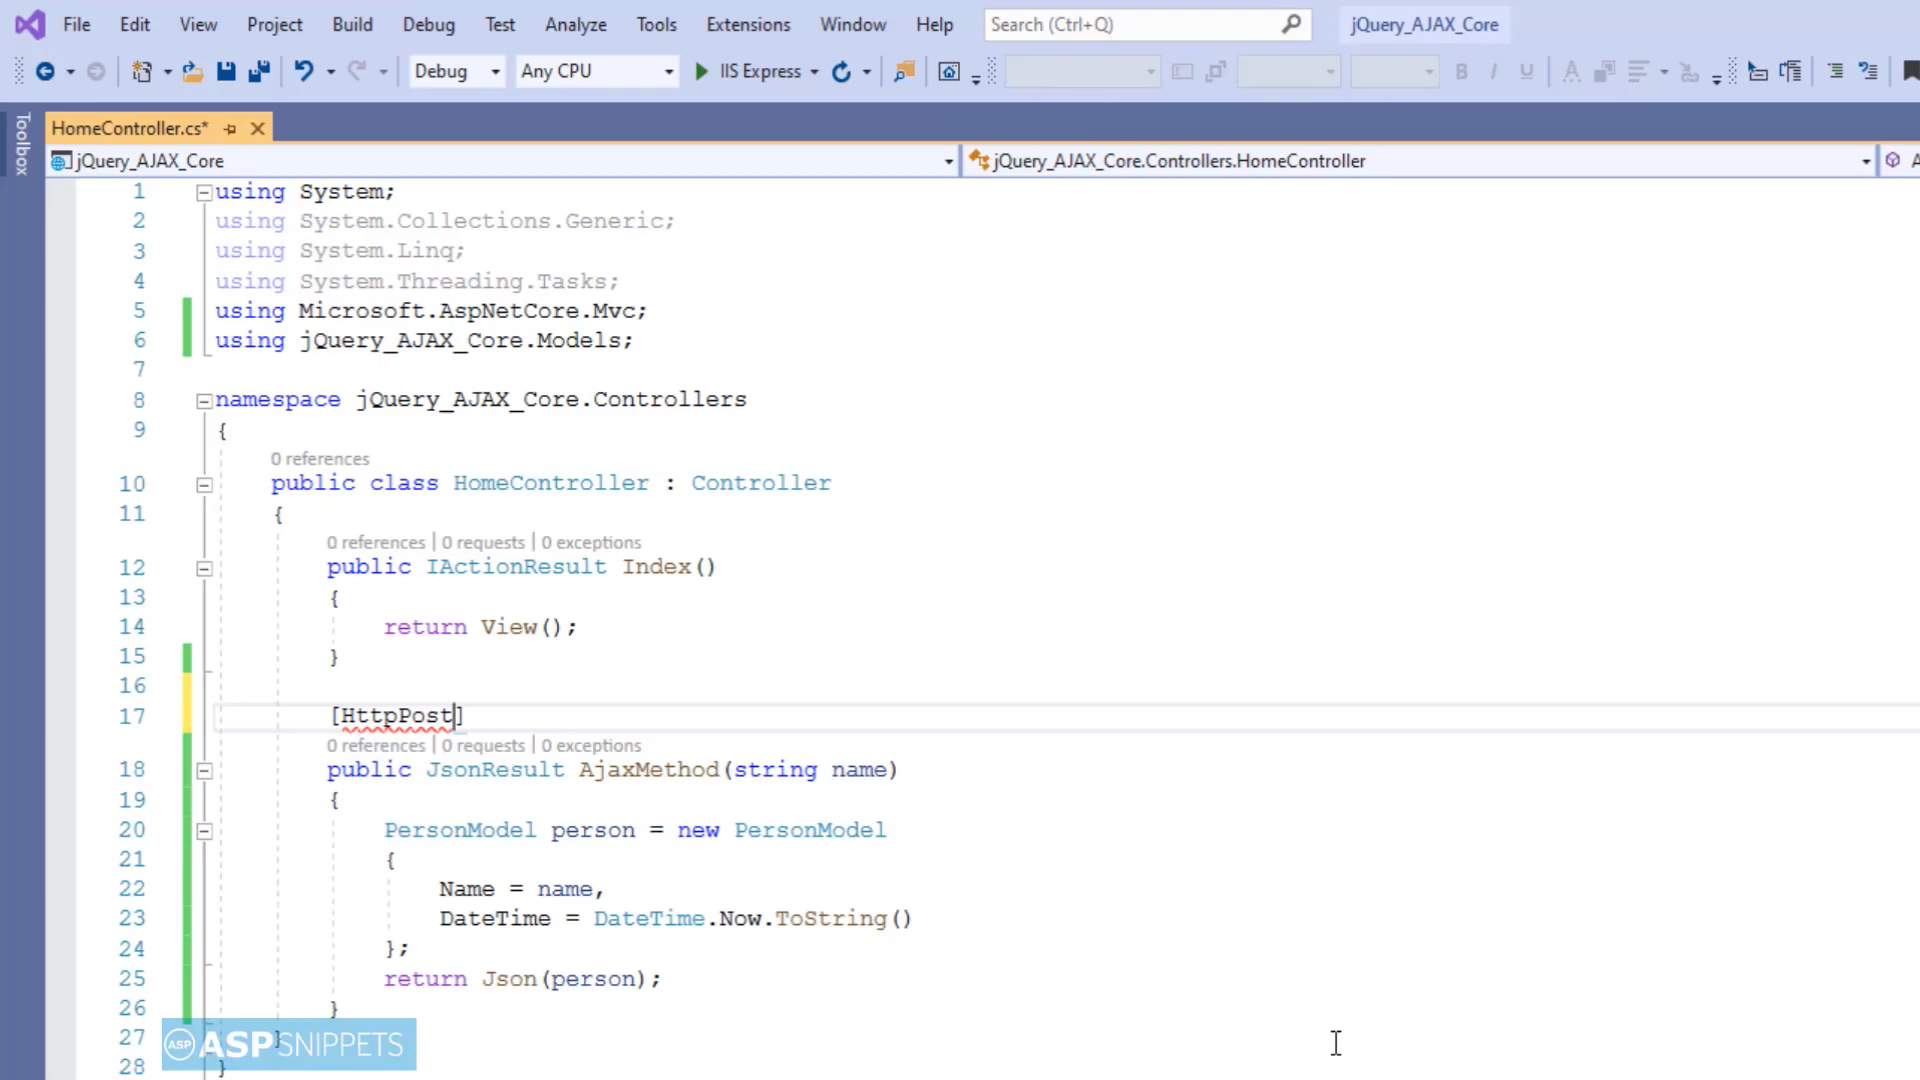 File Edit View Project Build Debug Test Analyze Tools Extensions Window Help Search (Ctrl+Q) jQuery_AJAX_Core
Debug Any CPU IIS Express
Toolbox
HomeController.cs*
jQuery_AJAX_Core jQuery_AJAX_Core.Controllers.HomeController
1 using System;
2 using System.Collections.Generic;
3 using System.Linq;
4 using System.Threading.Tasks;
5 using Microsoft.AspNetCore.Mvc;
6 using jQuery_AJAX_Core.Models;
7
8 namespace jQuery_AJAX_Core.Controllers
9 {
0 references
10 public class HomeController : Controller
11 {
0 references | 0 requests | 0 exceptions
12 public IActionResult Index()
13 {
14 return View();
15 }
16
17 [HttpPost]
0 references | 0 requests | 0 exceptions
18 public JsonResult AjaxMethod(string name)
19 {
20 PersonModel person = new PersonModel
21 {
22 Name = name,
23 DateTime = DateTime.Now.ToString()
24 };
25 return Json(person);
26 }
27
28 }
ASP ASPSNIPPETS